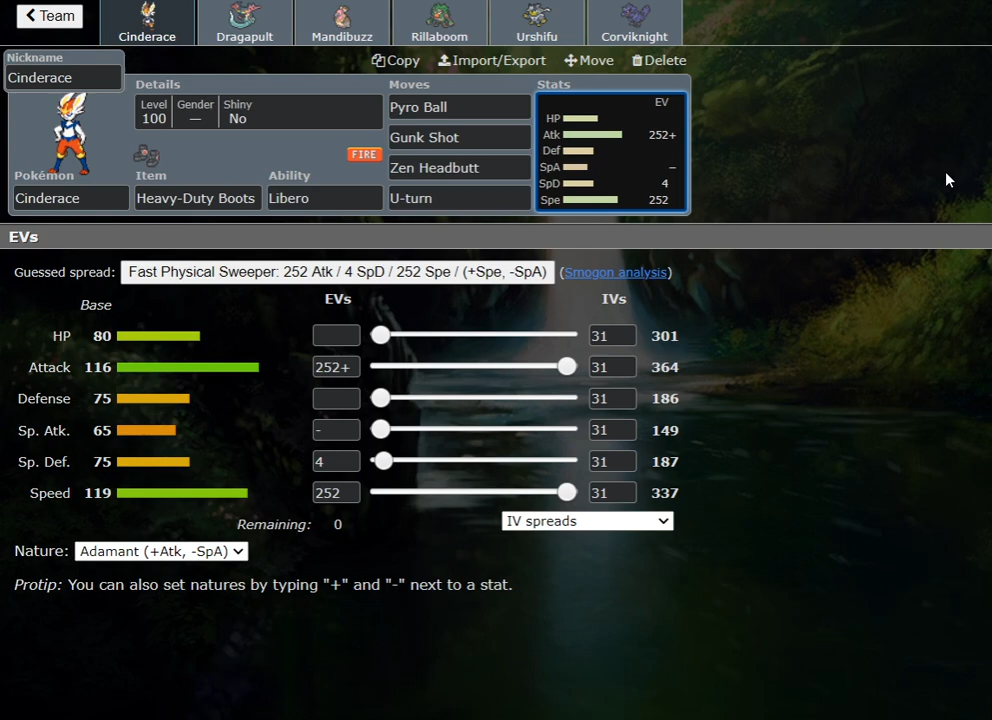 Team
Cinderace
Dragapult
Mandibuzz
Rillaboom
Urshifu
Corviknight
Copy Import/Export Move Delete
Nickname
Cinderace
Details
Level Gender Shiny
100 — No
FIRE
Pokémon Item Ability
Cinderace Heavy-Duty Boots Libero
Moves
Pyro Ball
Gunk Shot
Zen Headbutt
U-turn
Stats
EV
HP
Atk 252+
Def
SpA –
SpD 4
Spe 252
EVs
Guessed spread: Fast Physical Sweeper: 252 Atk / 4 SpD / 252 Spe / (+Spe, -SpA) (Smogon analysis)
Base EVs IVs
HP 80 31 301
Attack 116 252+ 31 364
Defense 75 31 186
Sp. Atk. 65 - 31 149
Sp. Def. 75 4 31 187
Speed 119 252 31 337
Remaining: 0 IV spreads
Nature: Adamant (+Atk, -SpA)
Protip: You can also set natures by typing "+" and "-" next to a stat.